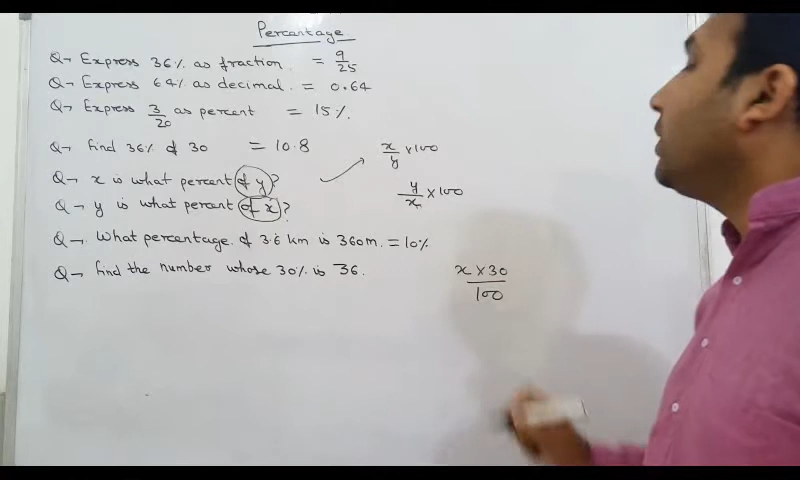 Percentage
Q→ Express 36% as fraction = 9/25
Q→ Express 64% as decimal = 0.64
Q→ Express 3/20 as percent = 15%.
Q→ find 36% of 30 = 10.8
x/y × 100
Q→ x is what percent of y?
y/x × 100
Q→ y is what percent of x?
Q→ What percentage of 3.6 km is 360m. = 10%
Q→ find the number whose 30% is 36.
x × 30
100